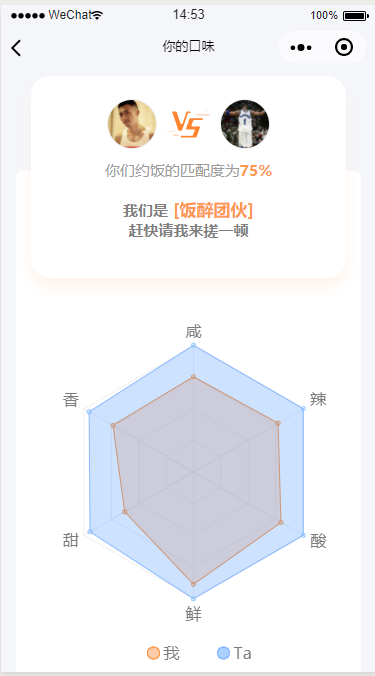 WeChat 14:53 100%
你的口味
VS
你们约饭的匹配度为75%
我们是 [饭醉团伙]
赶快请我来搓一顿
咸
香 辣
甜 酸
鲜
我 Ta